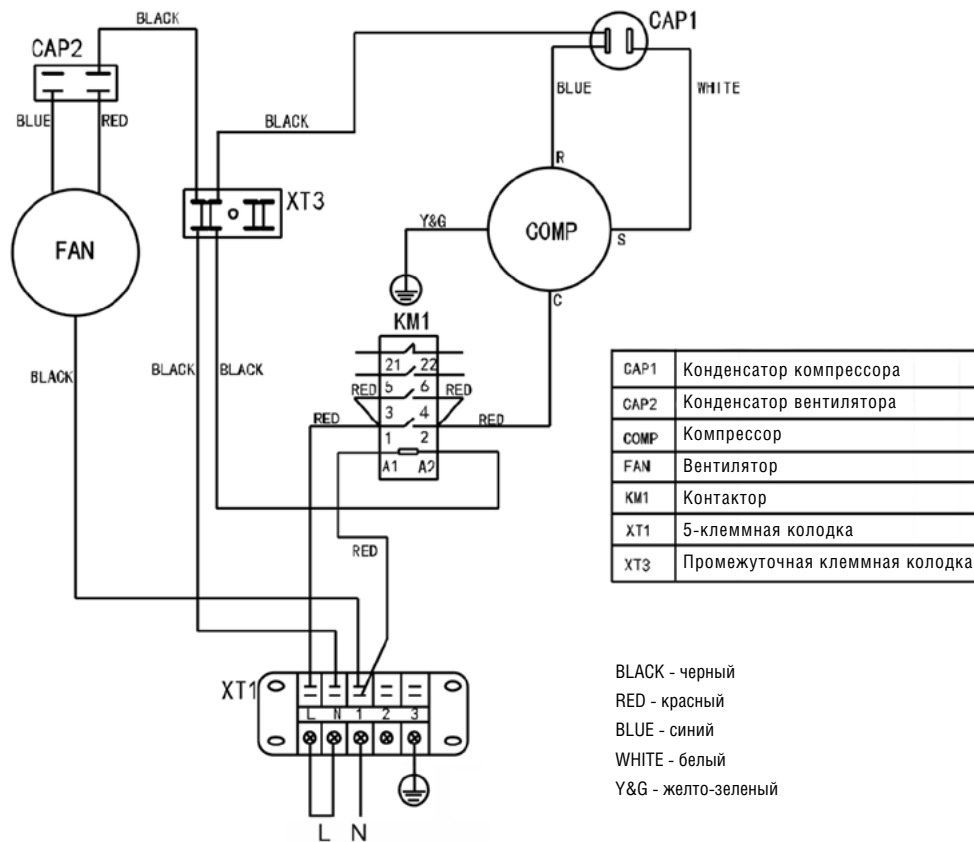 BLACK
CAP1
CAP2
BLUE
WHITE
BLUE
RED
BLACK
R
XT3
Y&G
COMP
S
FAN
C
KM1
BLACK
BLACK
BLACK
21 22
RED 5 6 RED
3 4
RED
RED
1 2
A1 A2
RED
XT1
L N 1 2 3
L N
CAP1 Конденсатор компрессора
CAP2 Конденсатор вентилятора
COMP Компрессор
FAN Вентилятор
KM1 Контактор
XT1 5-клеммная колодка
XT3 Промежуточная клеммная колодка
BLACK - черный
RED - красный
BLUE - синий
WHITE - белый
Y&G - желто-зеленый